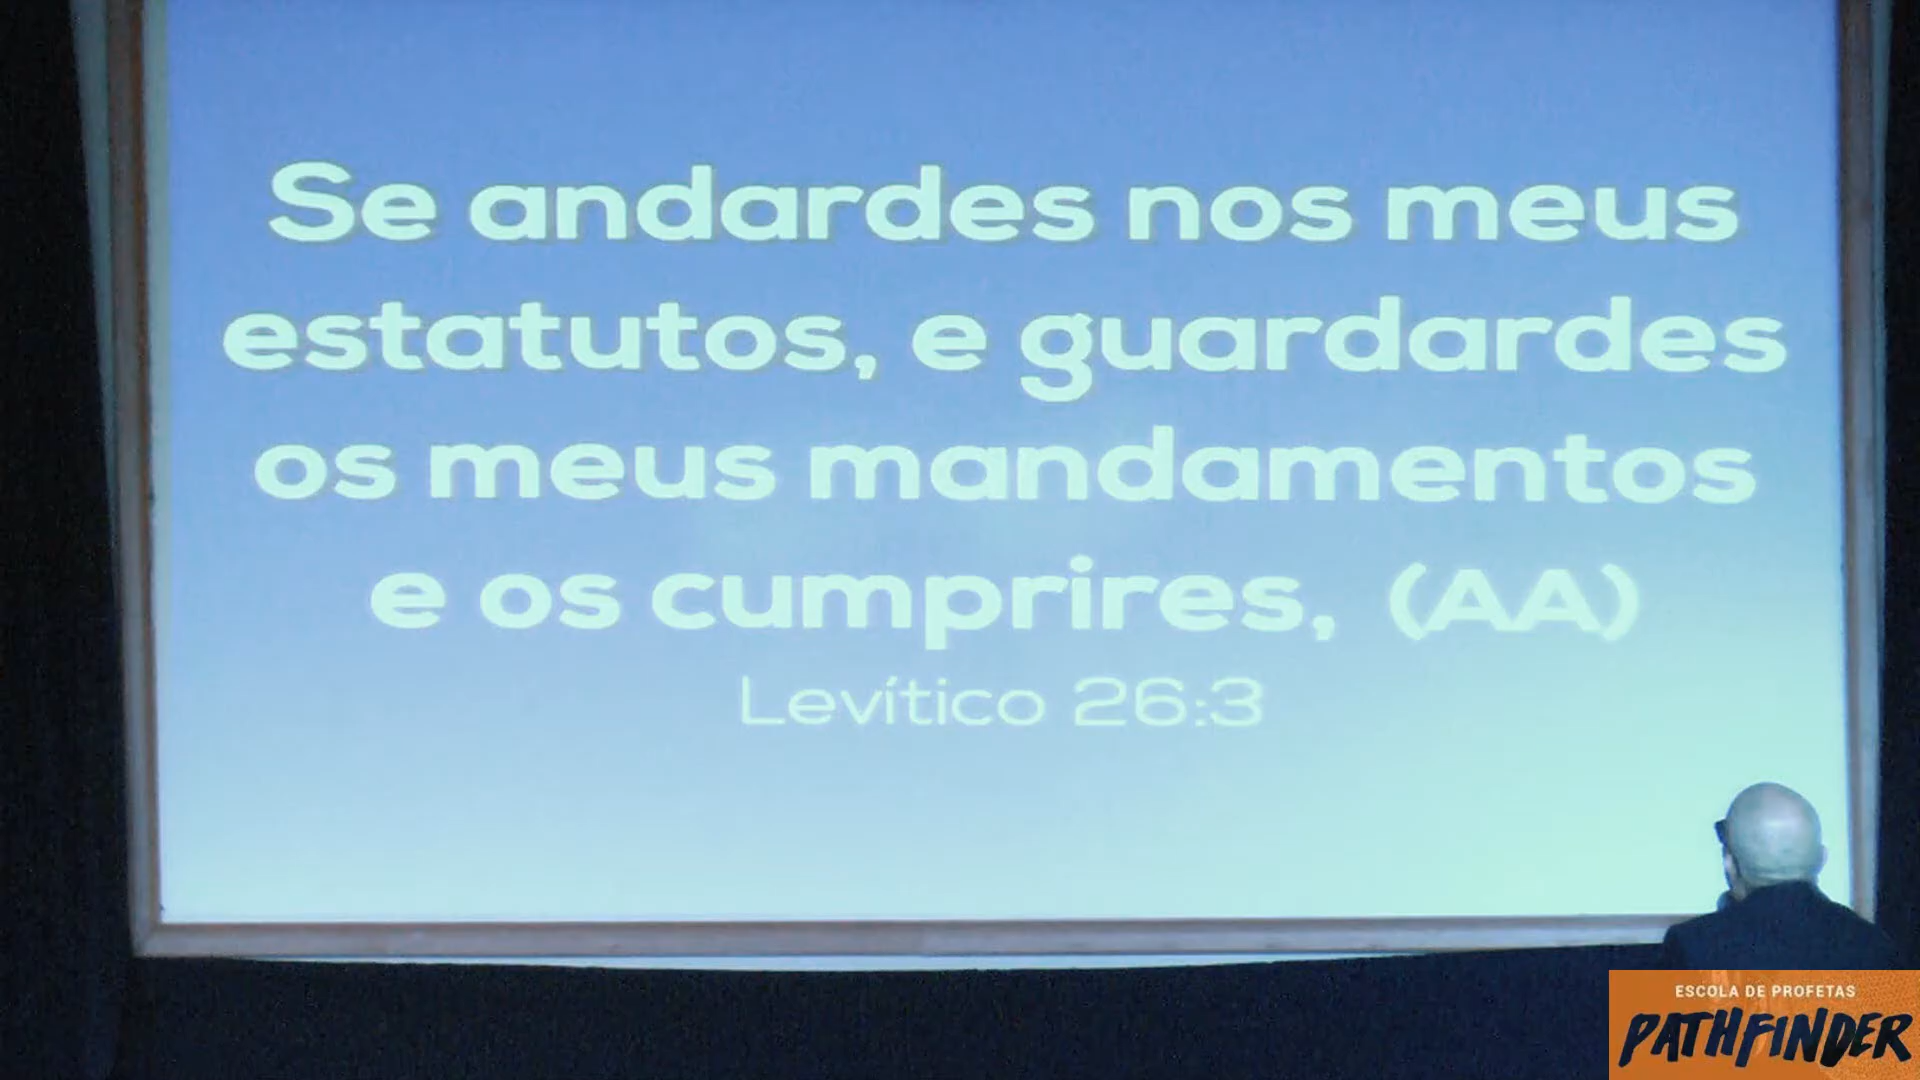 Se andardes nos meus
estatutos, e guardardes
os meus mandamentos
e os cumprires, (AA)
Levítico 26:3
ESCOLA DE PROFETAS
PATHFINDER